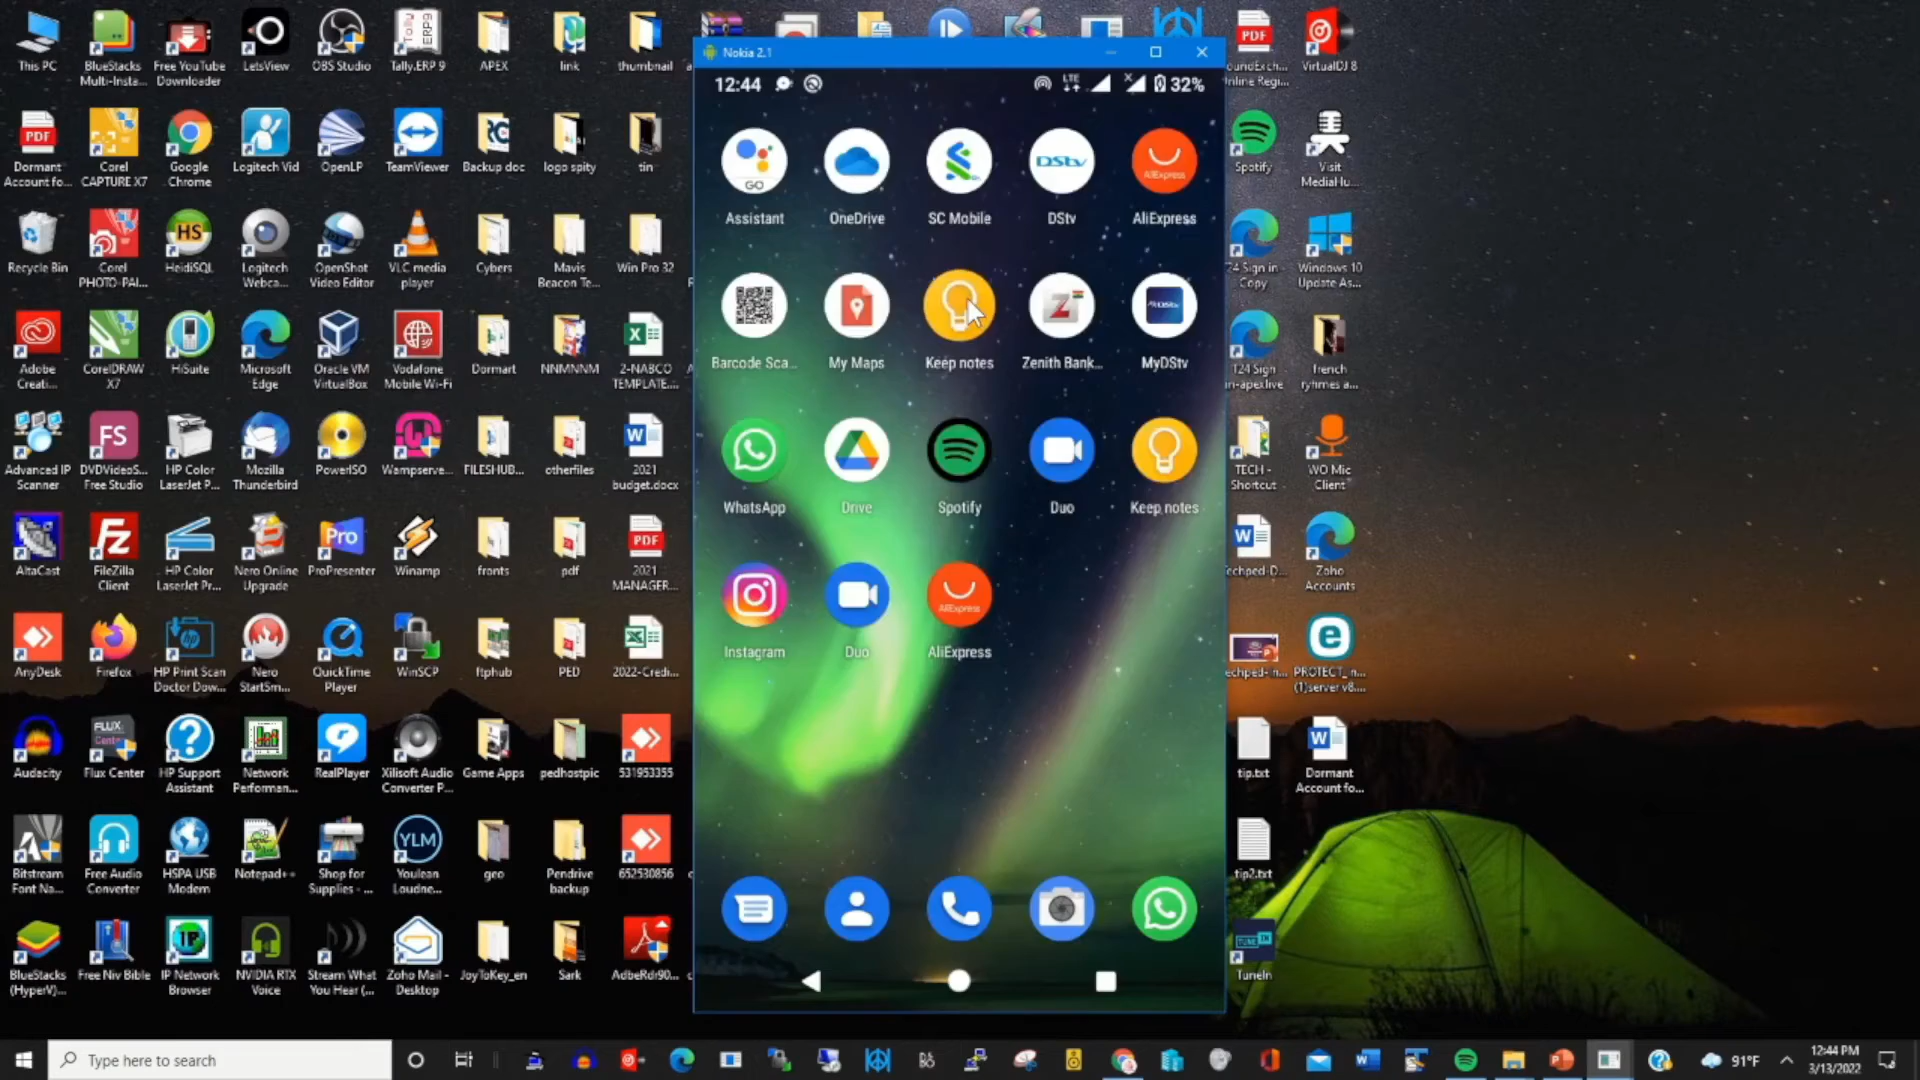 This PC
BlueStacks
Multi-Insta...
Free YouTube
Downloader
LetsView
OBS Studio
Tally.ERP 9
APEX
link
thumbnail
Nokia 2.1
oundExch...
VirtualDJ 8
12:44
LTE
32%
Dormant
Account fo...
Corel
CAPTURE X7
Google
Chrome
Logitech Vid
OpenLP
TeamViewer
Backup doc
logo spity
tin
Spotify
Visit
MediaHu...
GO
DStv
AliExpress
Assistant
OneDrive
SC Mobile
DStv
AliExpress
Recycle Bin
Corel
PHOTO-PAI...
HeidiSQL
Logitech
Webca...
OpenShot
Video Editor
VLC media
player
Cybers
Mavis
Beacon Te...
Win Pro 32
Windows 10
Update As...
Adobe
Creati...
CorelDRAW
X7
HiSuite
Microsoft
Edge
Oracle VM
VirtualBox
Vodafone
Mobile Wi-Fi
Dormart
NNMNNM
2-NABCO
TEMPLATE...
Barcode Sca...
My Maps
Keep notes
Zenith Bank...
MyDStv
Advanced IP
Scanner
DVDVideoS...
Free Studio
HP Color
LaserJet P...
Mozilla
Thunderbird
PowerISO
Wampserve...
FILESHUB...
otherfiles
2021
budget.docx
TECH -
Shortcut
WO Mic
Client
WhatsApp
Drive
Spotify
Duo
Keep notes
AltaCast
FileZilla
Client
HP Color
LaserJet Pr...
Nero Online
Upgrade
ProPresenter
Winamp
fronts
pdf
2021
MANAGER...
Zoho
Accounts
Instagram
Duo
AliExpress
AnyDesk
Firefox
HP Print Scan
Doctor Dow...
Nero
StartSm...
QuickTime
Player
WinSCP
ftphub
PED
2022-Credi...
PROTECT_n...
(1)server v8....
Audacity
Flux Center
HP Support
Assistant
Network
Performan...
RealPlayer
Xilisoft Audio
Converter P...
Game Apps
pedhostpic
531953355
tip.txt
Dormant
Account fo...
Bitstream
Font Na...
Free Audio
Converter
HSPA USB
Modem
Notepad++
Shop for
Supplies - ...
Youlean
Loudne...
geo
Pendrive
backup
652530856
tip2.txt
BlueStacks
(HyperV)...
Free Niv Bible
IP Network
Browser
NVIDIA RTX
Voice
Stream What
You Hear (...
Zoho Mail -
Desktop
JoyToKey_en
Sark
AdbeRdr90...
TuneIn
Type here to search
91°F
12:44 PM
3/13/2022